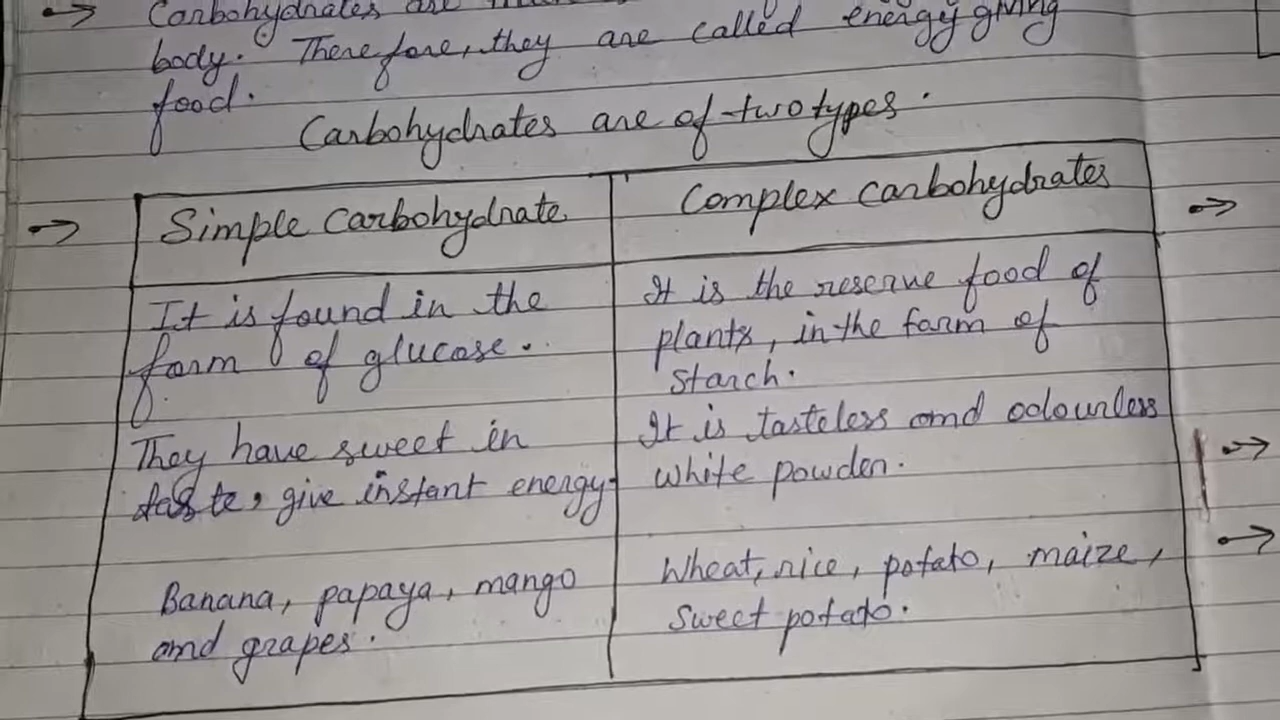 Carbohydrates are
body. Therefore, they are called energy giving
food.
Carbohydrates are of two types.
Simple Carbohydrate
Complex Carbohydrates
It is found in the
form of glucose.
It is the reserve food of
plants, in the form of
starch.
They have sweet in
taste, give instant energy
It is tasteless and odourless
white powder.
Banana, papaya, mango
and grapes.
Wheat, rice, potato, maize,
Sweet potato.